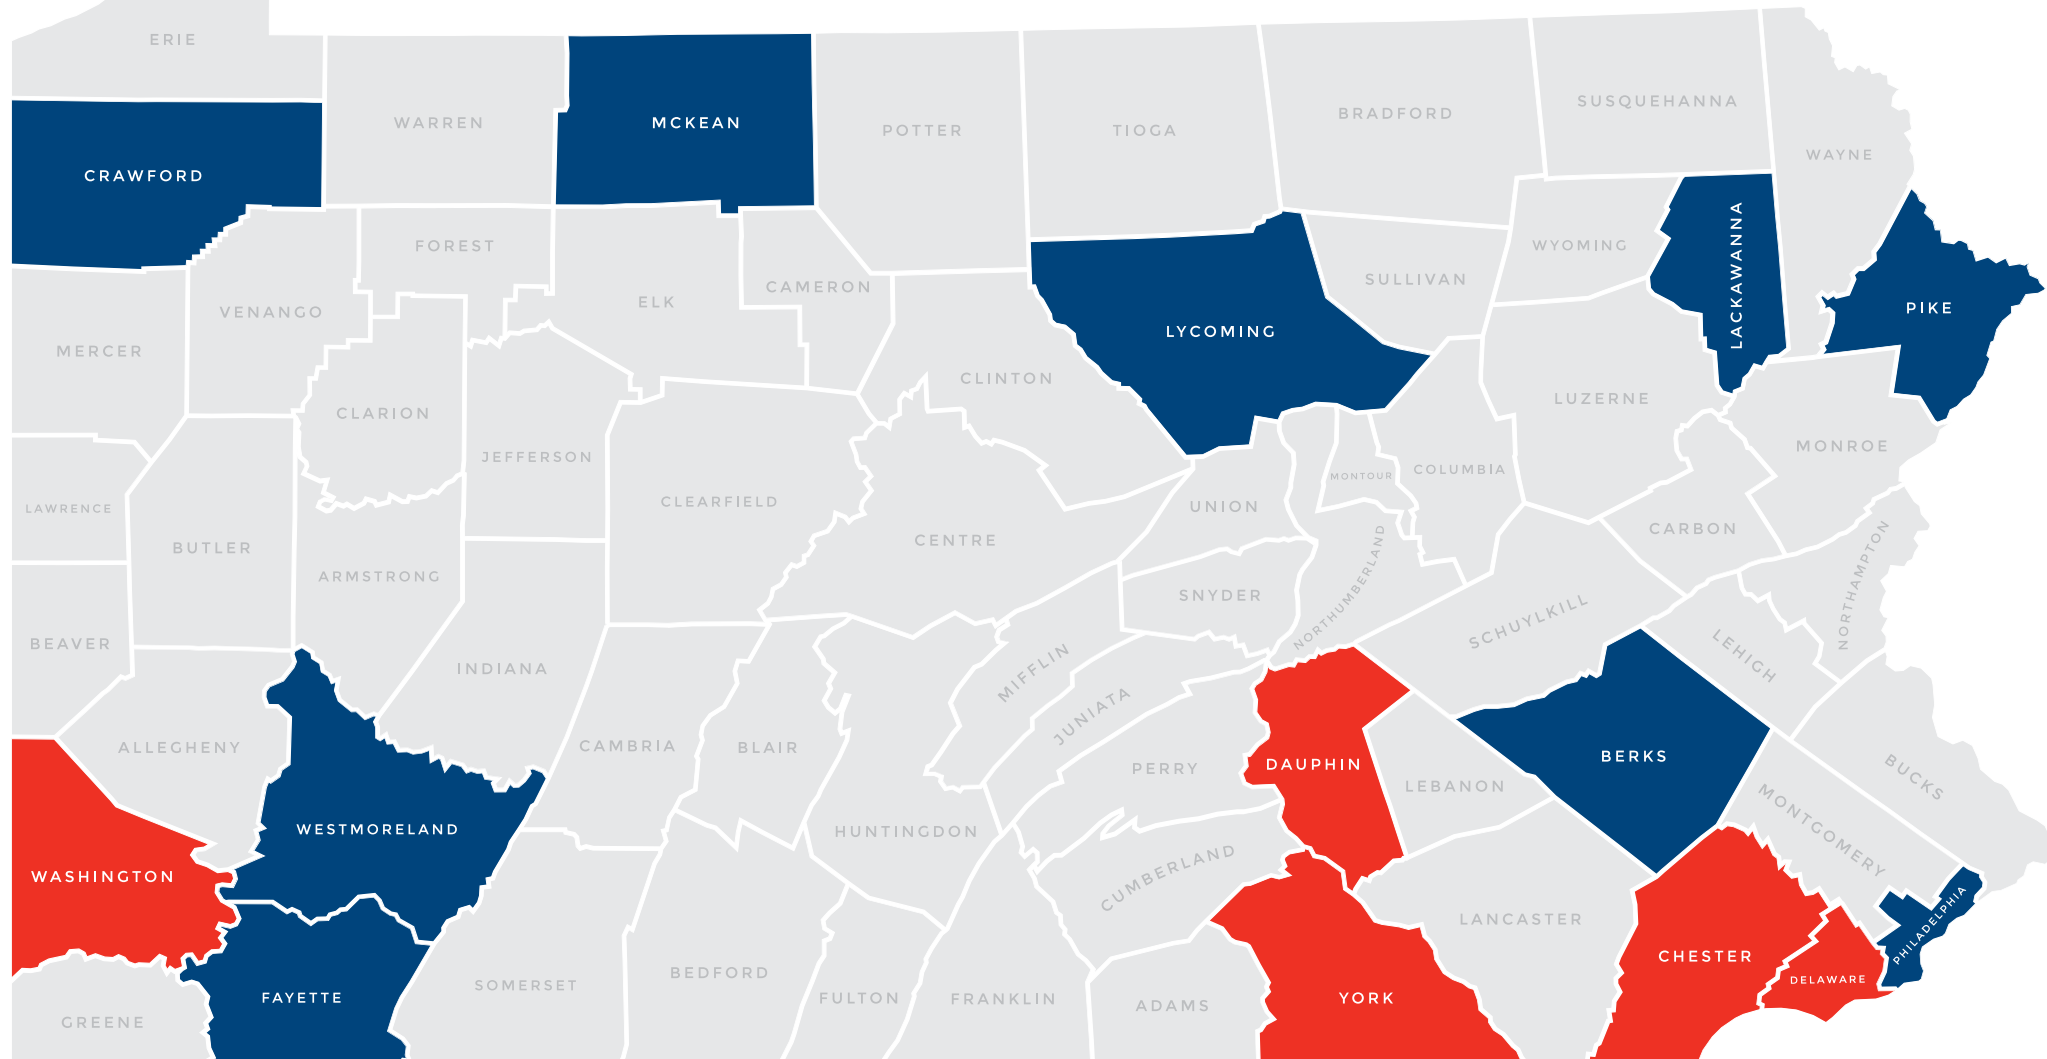 ERIE
WARREN
MCKEAN
POTTER
TIOGA
BRADFORD
SUSQUEHANNA
WAYNE
CRAWFORD
FOREST
ELK
CAMERON
LYCOMING
SULLIVAN
WYOMING
LACKAWANNA
PIKE
MERCER
VENANGO
CLARION
CLINTON
LUZERNE
MONROE
LAWRENCE
BUTLER
ARMSTRONG
JEFFERSON
CLEARFIELD
CENTRE
UNION
MONTOUR
COLUMBIA
NORTHUMBERLAND
CARBON
NORTHAMPTON
BEAVER
INDIANA
SNYDER
MIFFLIN
JUNIATA
SCHUYLKILL
LEHIGH
ALLEGHENY
CAMBRIA
BLAIR
PERRY
DAUPHIN
LEBANON
BERKS
BUCKS
MONTGOMERY
WESTMORELAND
HUNTINGDON
CUMBERLAND
WASHINGTON
LANCASTER
CHESTER
DELAWARE
PHILADELPHIA
GREENE
FAYETTE
SOMERSET
BEDFORD
FULTON
FRANKLIN
ADAMS
YORK